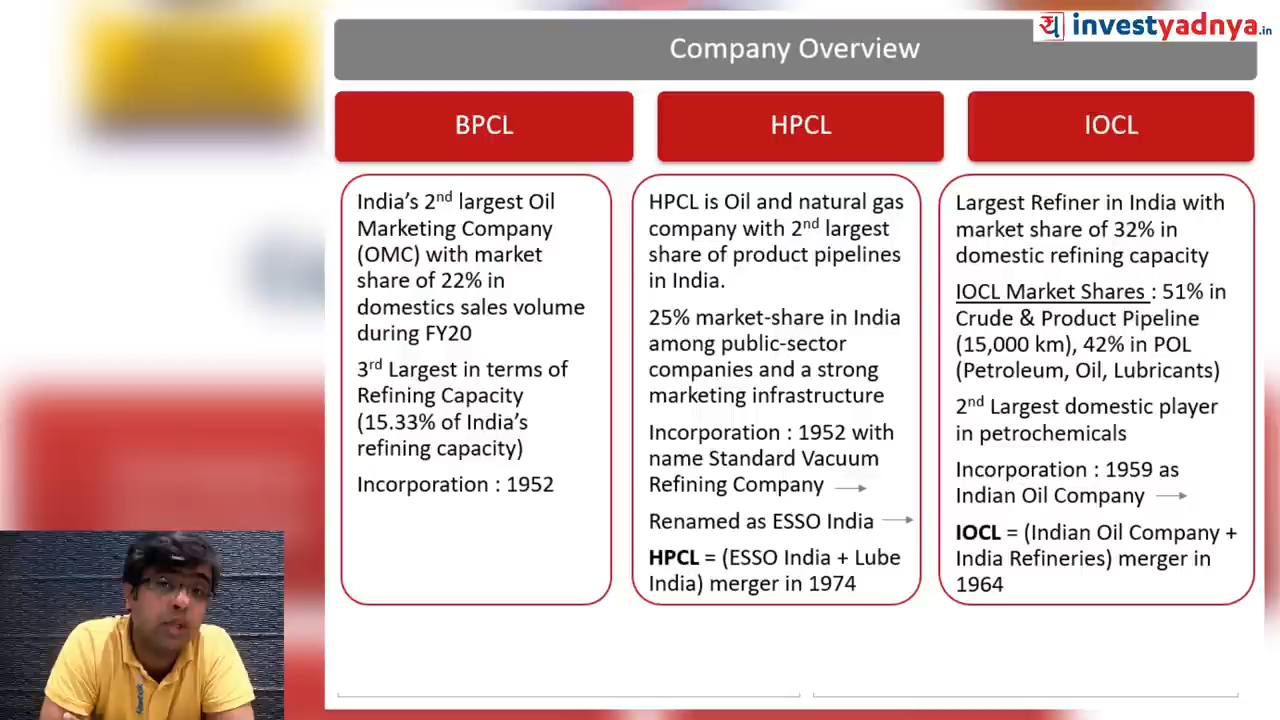 investyadnya.in
Company Overview
BPCL
HPCL
IOCL
India's 2nd largest Oil
Marketing Company
(OMC) with market
share of 22% in
domestics sales volume
during FY20
3rd Largest in terms of
Refining Capacity
(15.33% of India's
refining capacity)
Incorporation : 1952
HPCL is Oil and natural gas
company with 2nd largest
share of product pipelines
in India.
25% market-share in India
among public-sector
companies and a strong
marketing infrastructure
Incorporation : 1952 with
name Standard Vacuum
Refining Company
Renamed as ESSO India
HPCL = (ESSO India + Lube
India) merger in 1974
Largest Refiner in India with
market share of 32% in
domestic refining capacity
IOCL Market Shares : 51% in
Crude & Product Pipeline
(15,000 km), 42% in POL
(Petroleum, Oil, Lubricants)
2nd Largest domestic player
in petrochemicals
Incorporation : 1959 as
Indian Oil Company
IOCL = (Indian Oil Company +
India Refineries) merger in
1964